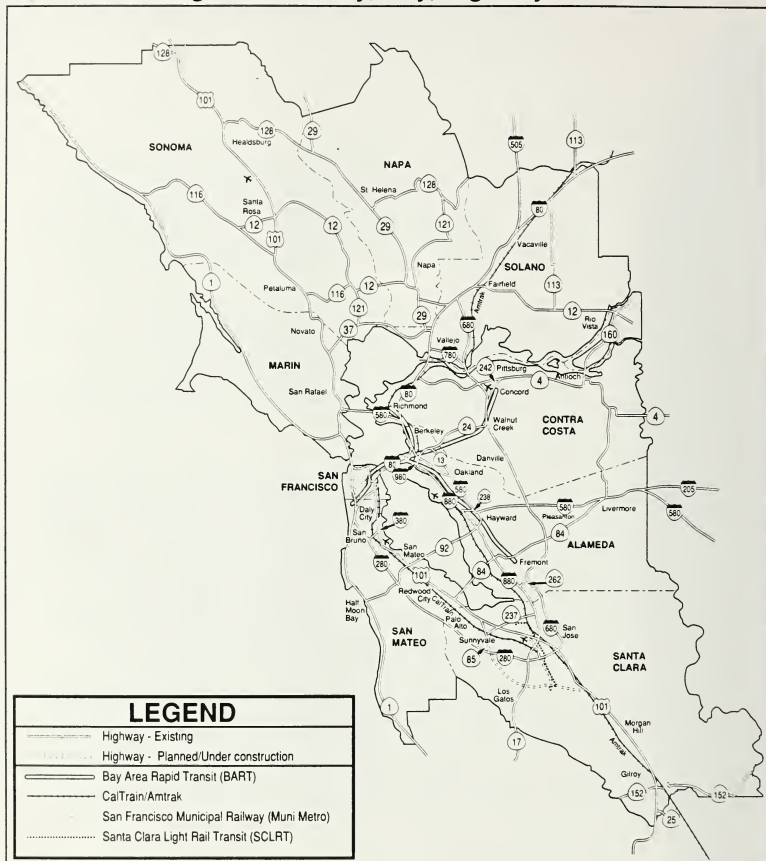 128
101
SONOMA
Healdsburg
128
29
NAPA
505
113
St Helena
128
116
Santa
Rosa
12
101
12
29
121
80
Vacaville
SOLANO
Napa
1
Petaluma
116
12
Fairfield
113
Amtrak
121
Novato
37
29
680
12
Rio
Vista
160
Vallejo
780
MARIN
242
Pittsburg
Antioch
San Rafael
80
Concord
4
580
Richmond
CONTRA
COSTA
4
Berkeley
24
Walnut
Creek
SAN
FRANCISCO
80
980
13
Oakland
Danville
580
880
238
205
Daly
City
580
Pleasanton
Livermore
580
380
Hayward
84
San
Bruno
San
Mateo
92
ALAMEDA
280
101
84
Fremont
Redwood
City
CalTrain
880
262
Half
Moon
Bay
Palo
Alto
237
San
Jose
SAN
MATEO
Sunnyvale
680
85
280
SANTA
CLARA
Los
Gatos
1
101
Morgan
Hill
17
Amtrak
Gilroy
152
152
25
LEGEND
Highway - Existing
Highway - Planned/Under construction
Bay Area Rapid Transit (BART)
CalTrain/Amtrak
San Francisco Municipal Railway (Muni Metro)
Santa Clara Light Rail Transit (SCLRT)